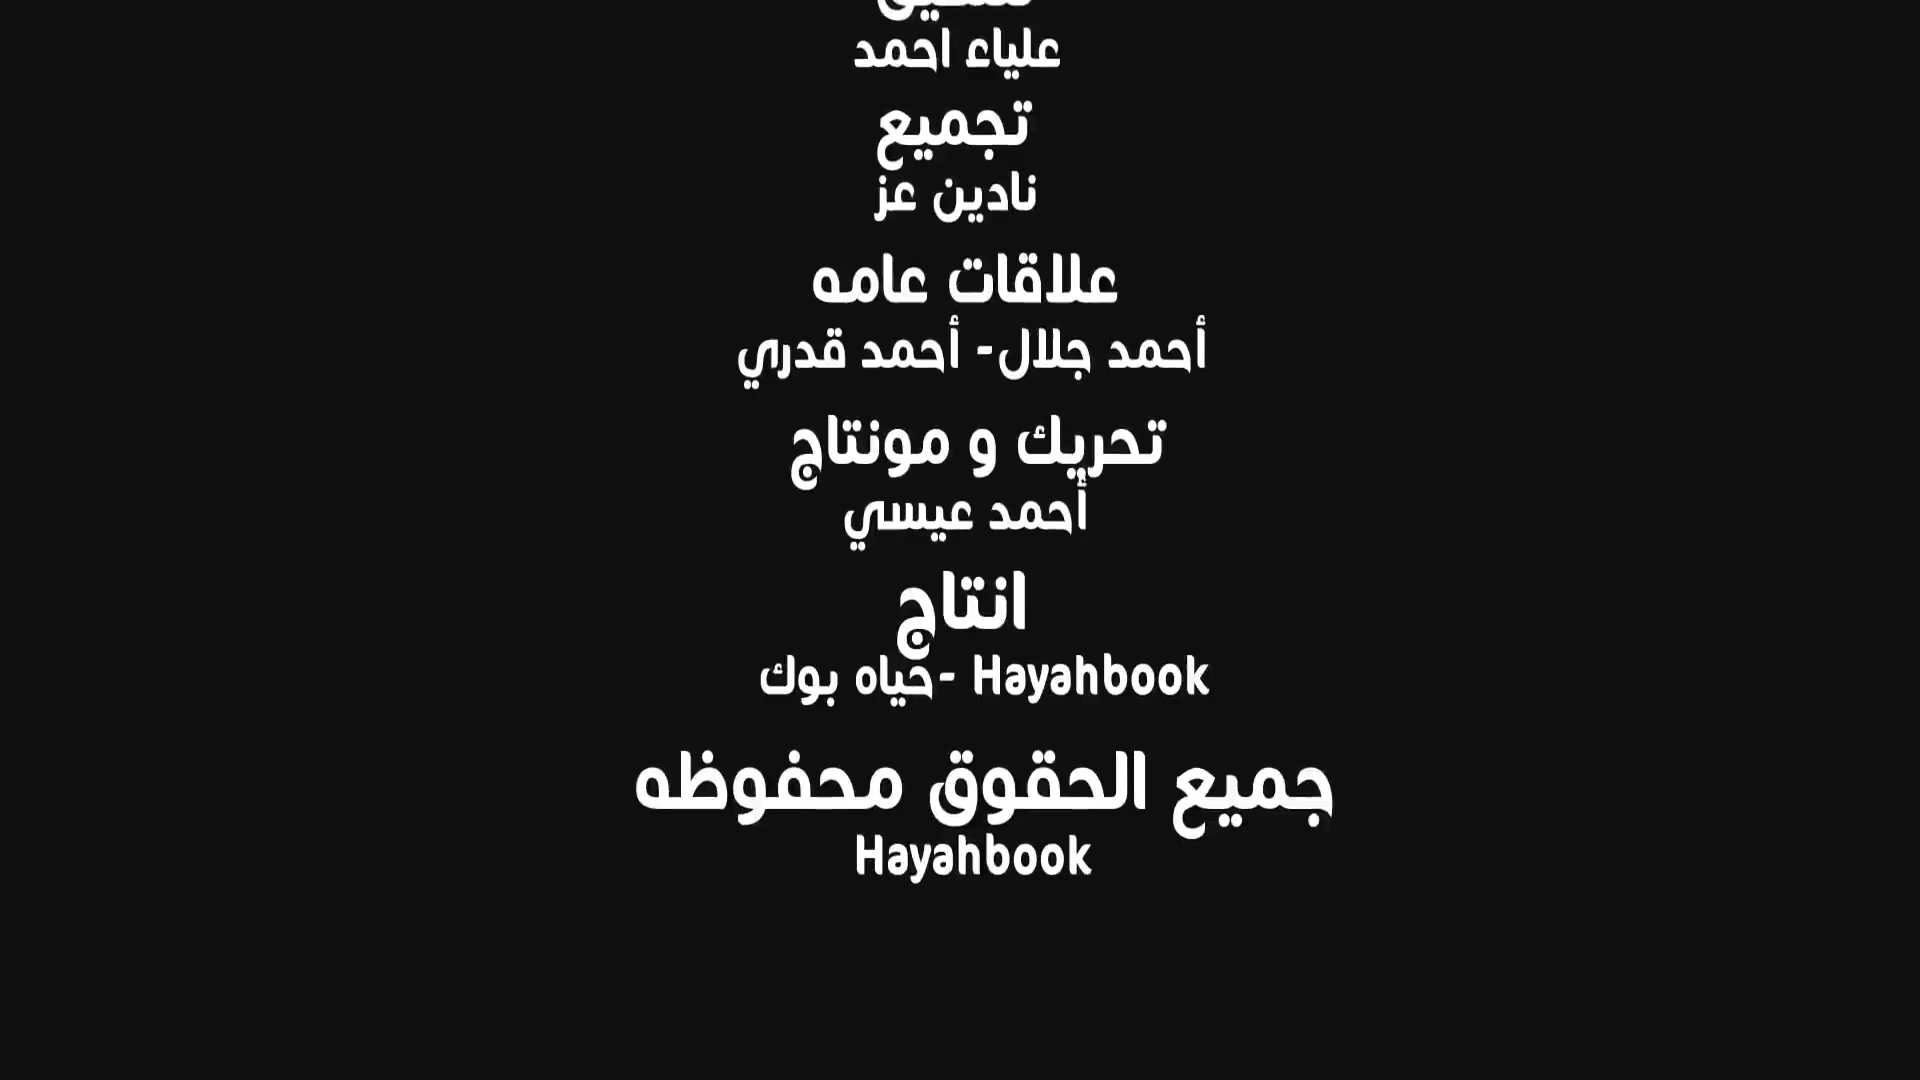 علياء احمد
تجميع
نادين عز
علاقات عامه
أحمد جلال- أحمد قدري
تحريك و مونتاج
أحمد عيسي
انتاج
Hayahbook -حياه بوك
جميع الحقوق محفوظه
Hayahbook